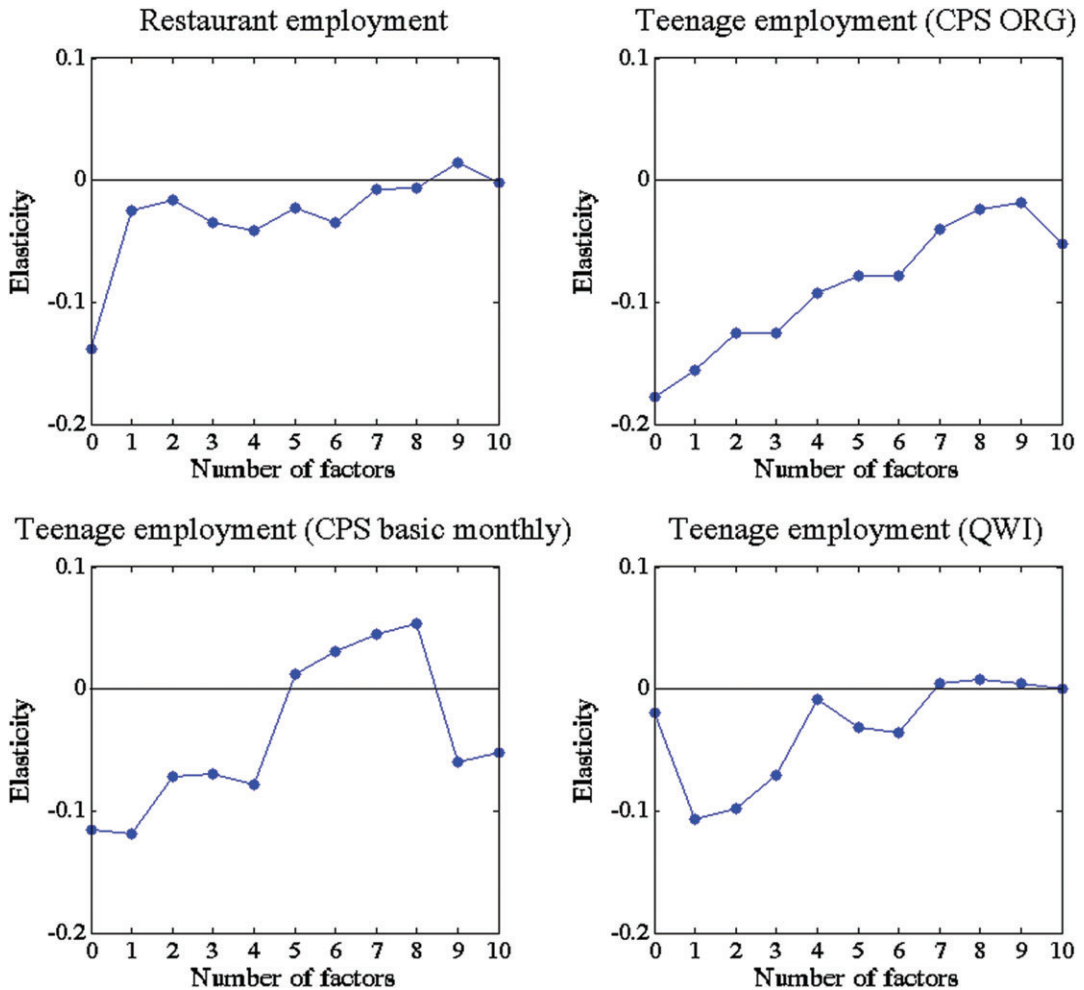 Restaurant employment
Elasticity
0.1
0
-0.1
-0.2
0 1 2 3 4 5 6 7 8 9 10
Number of factors
Teenage employment (CPS ORG)
Elasticity
0.1
0
-0.1
-0.2
0 1 2 3 4 5 6 7 8 9 10
Number of factors
Teenage employment (CPS basic monthly)
Elasticity
0.1
0
-0.1
-0.2
0 1 2 3 4 5 6 7 8 9 10
Number of factors
Teenage employment (QWI)
Elasticity
0.1
0
-0.1
-0.2
0 1 2 3 4 5 6 7 8 9 10
Number of factors